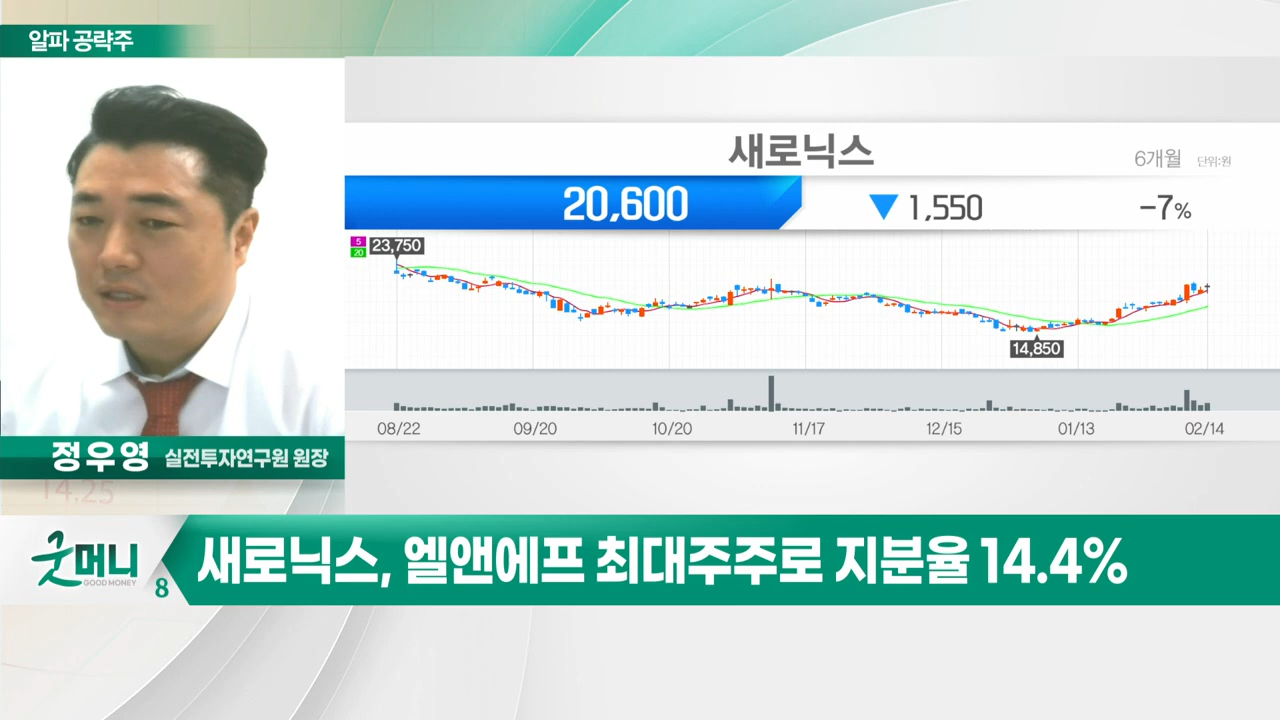 알파 공략주
새로닉스
6개월 단위:원
20,600 ▼ 1,550 -7%
5
20
23,750
14,850
08/22 09/20 10/20 11/17 12/15 01/13 02/14
정우영 실전투자연구원 원장
14.25
굿머니
GOOD MONEY
8
새로닉스, 엘앤에프 최대주주로 지분율 14.4%